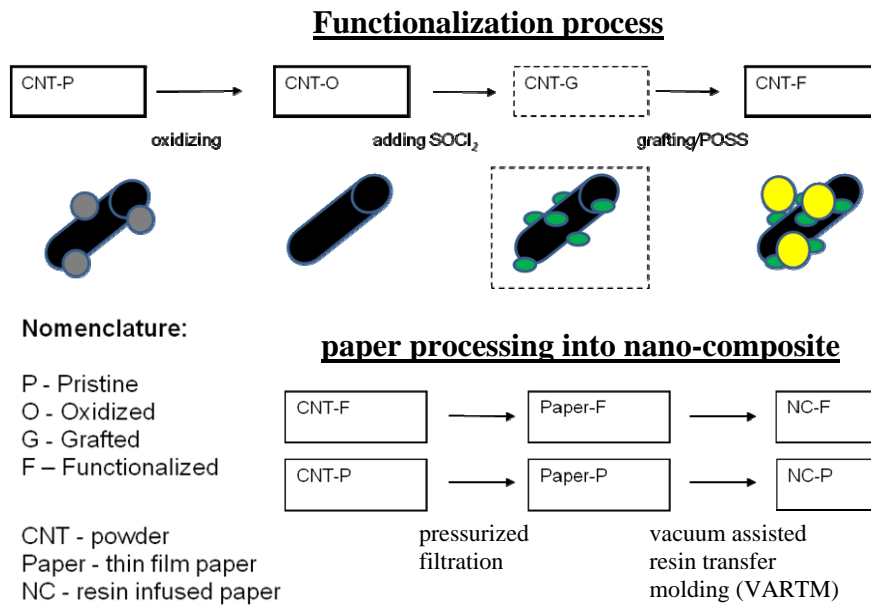 Functionalization process
CNT-P
CNT-O
CNT-G
CNT-F
oxidizing
adding SOCl₂
grafting/POSS
Nomenclature:
P - Pristine
O - Oxidized
G - Grafted
F – Functionalized
CNT - powder
Paper - thin film paper
NC - resin infused paper
paper processing into nano-composite
CNT-F
Paper-F
NC-F
CNT-P
Paper-P
NC-P
pressurized
filtration
vacuum assisted
resin transfer
molding (VARTM)